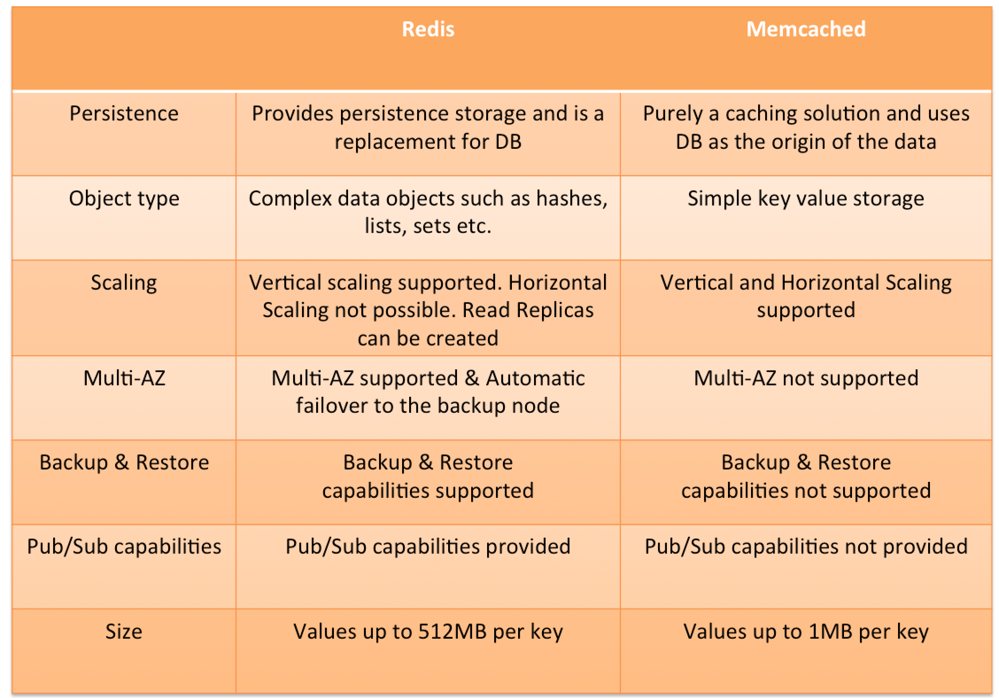 Redis
Memcached
Persistence
Provides persistence storage and is a
replacement for DB
Purely a caching solution and uses
DB as the origin of the data
Object type
Complex data objects such as hashes,
lists, sets etc.
Simple key value storage
Scaling
Vertical scaling supported. Horizontal
Scaling not possible. Read Replicas
can be created
Vertical and Horizontal Scaling
supported
Multi-AZ
Multi-AZ supported & Automatic
failover to the backup node
Multi-AZ not supported
Backup & Restore
Backup & Restore
capabilities supported
Backup & Restore
capabilities not supported
Pub/Sub capabilities
Pub/Sub capabilities provided
Pub/Sub capabilities not provided
Size
Values up to 512MB per key
Values up to 1MB per key